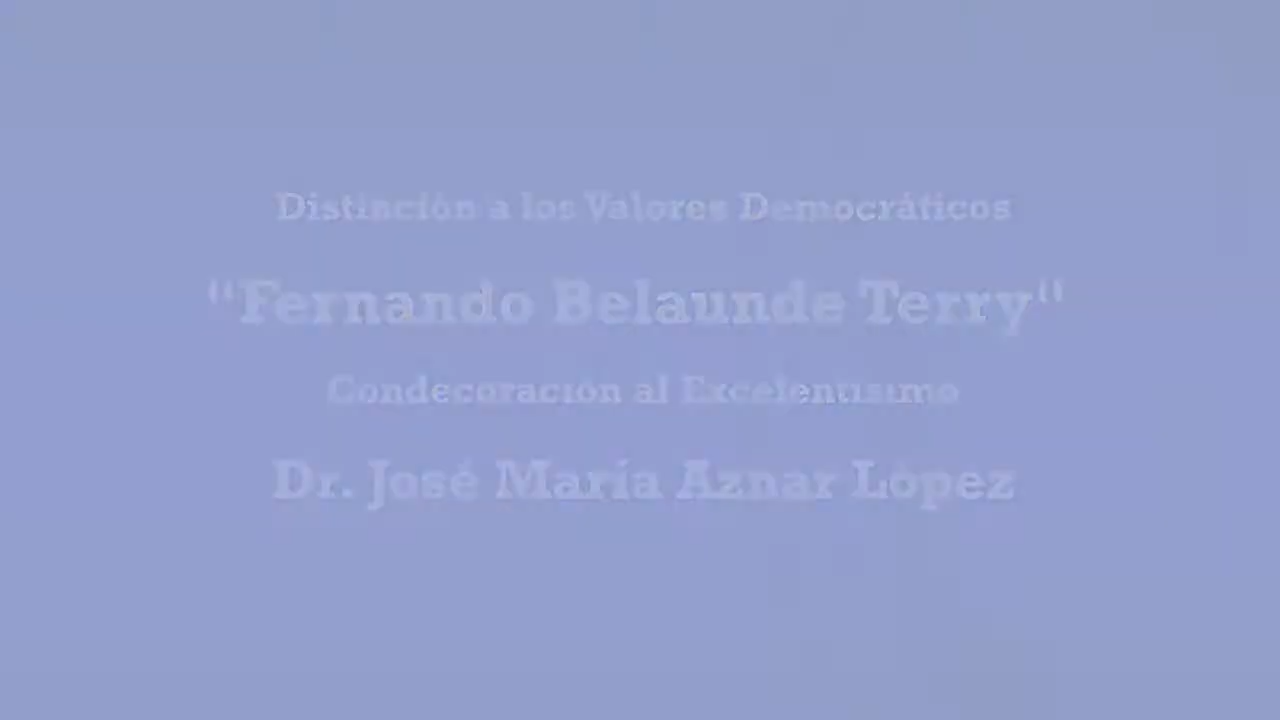 Distinción a los Valores Democráticos
"Fernando Belaunde Terry"
Condecoración al Excelentísimo
Dr. José María Aznar López